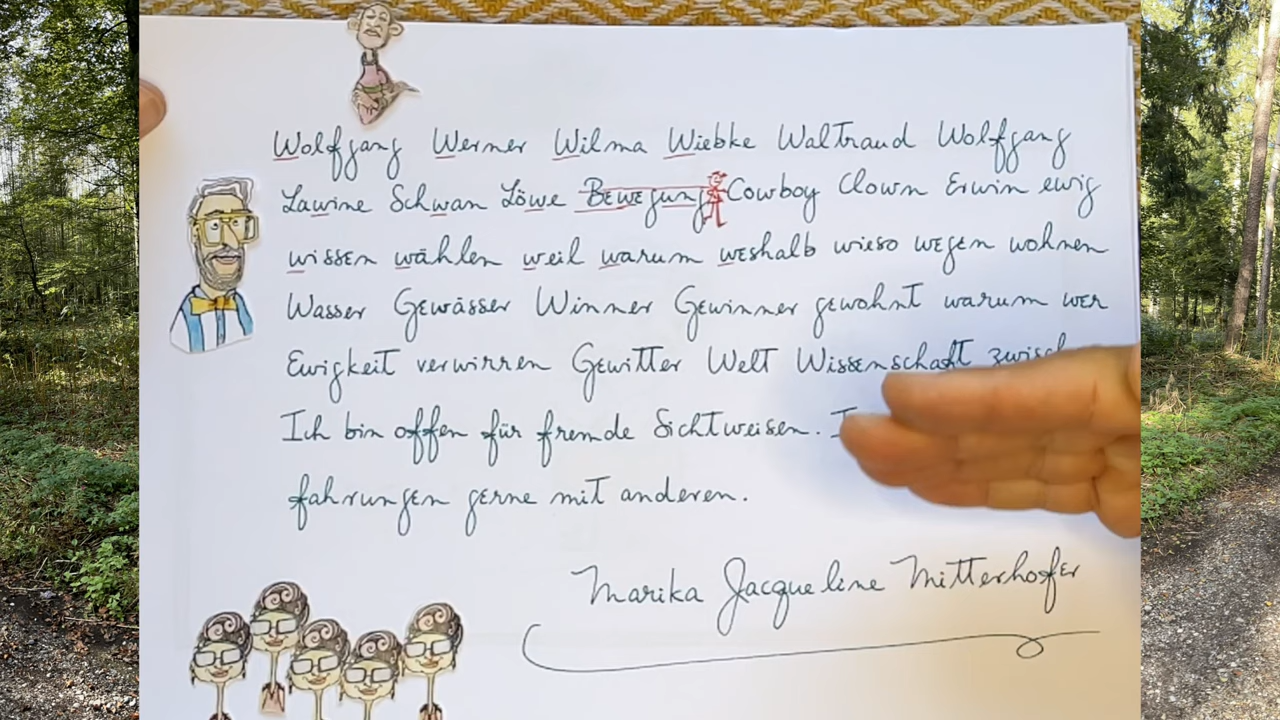 Wolfgang Werner Wilma Wiebke Waltraud Wolfgang
Lawine Schwan Löwe Bewegung Cowboy Clown Erwin ewig
wissen wählen weil warum weshalb wieso wegen wohnen
Wasser Gewässer Winner Gewinner gewohnt warum wer
Ewigkeit verwirren Gewitter Welt Wissenschaft
Ich bin offen für fremde Sichtweisen.
fahrungen gerne mit anderen.
Marika Jacqueline Mitterhofer